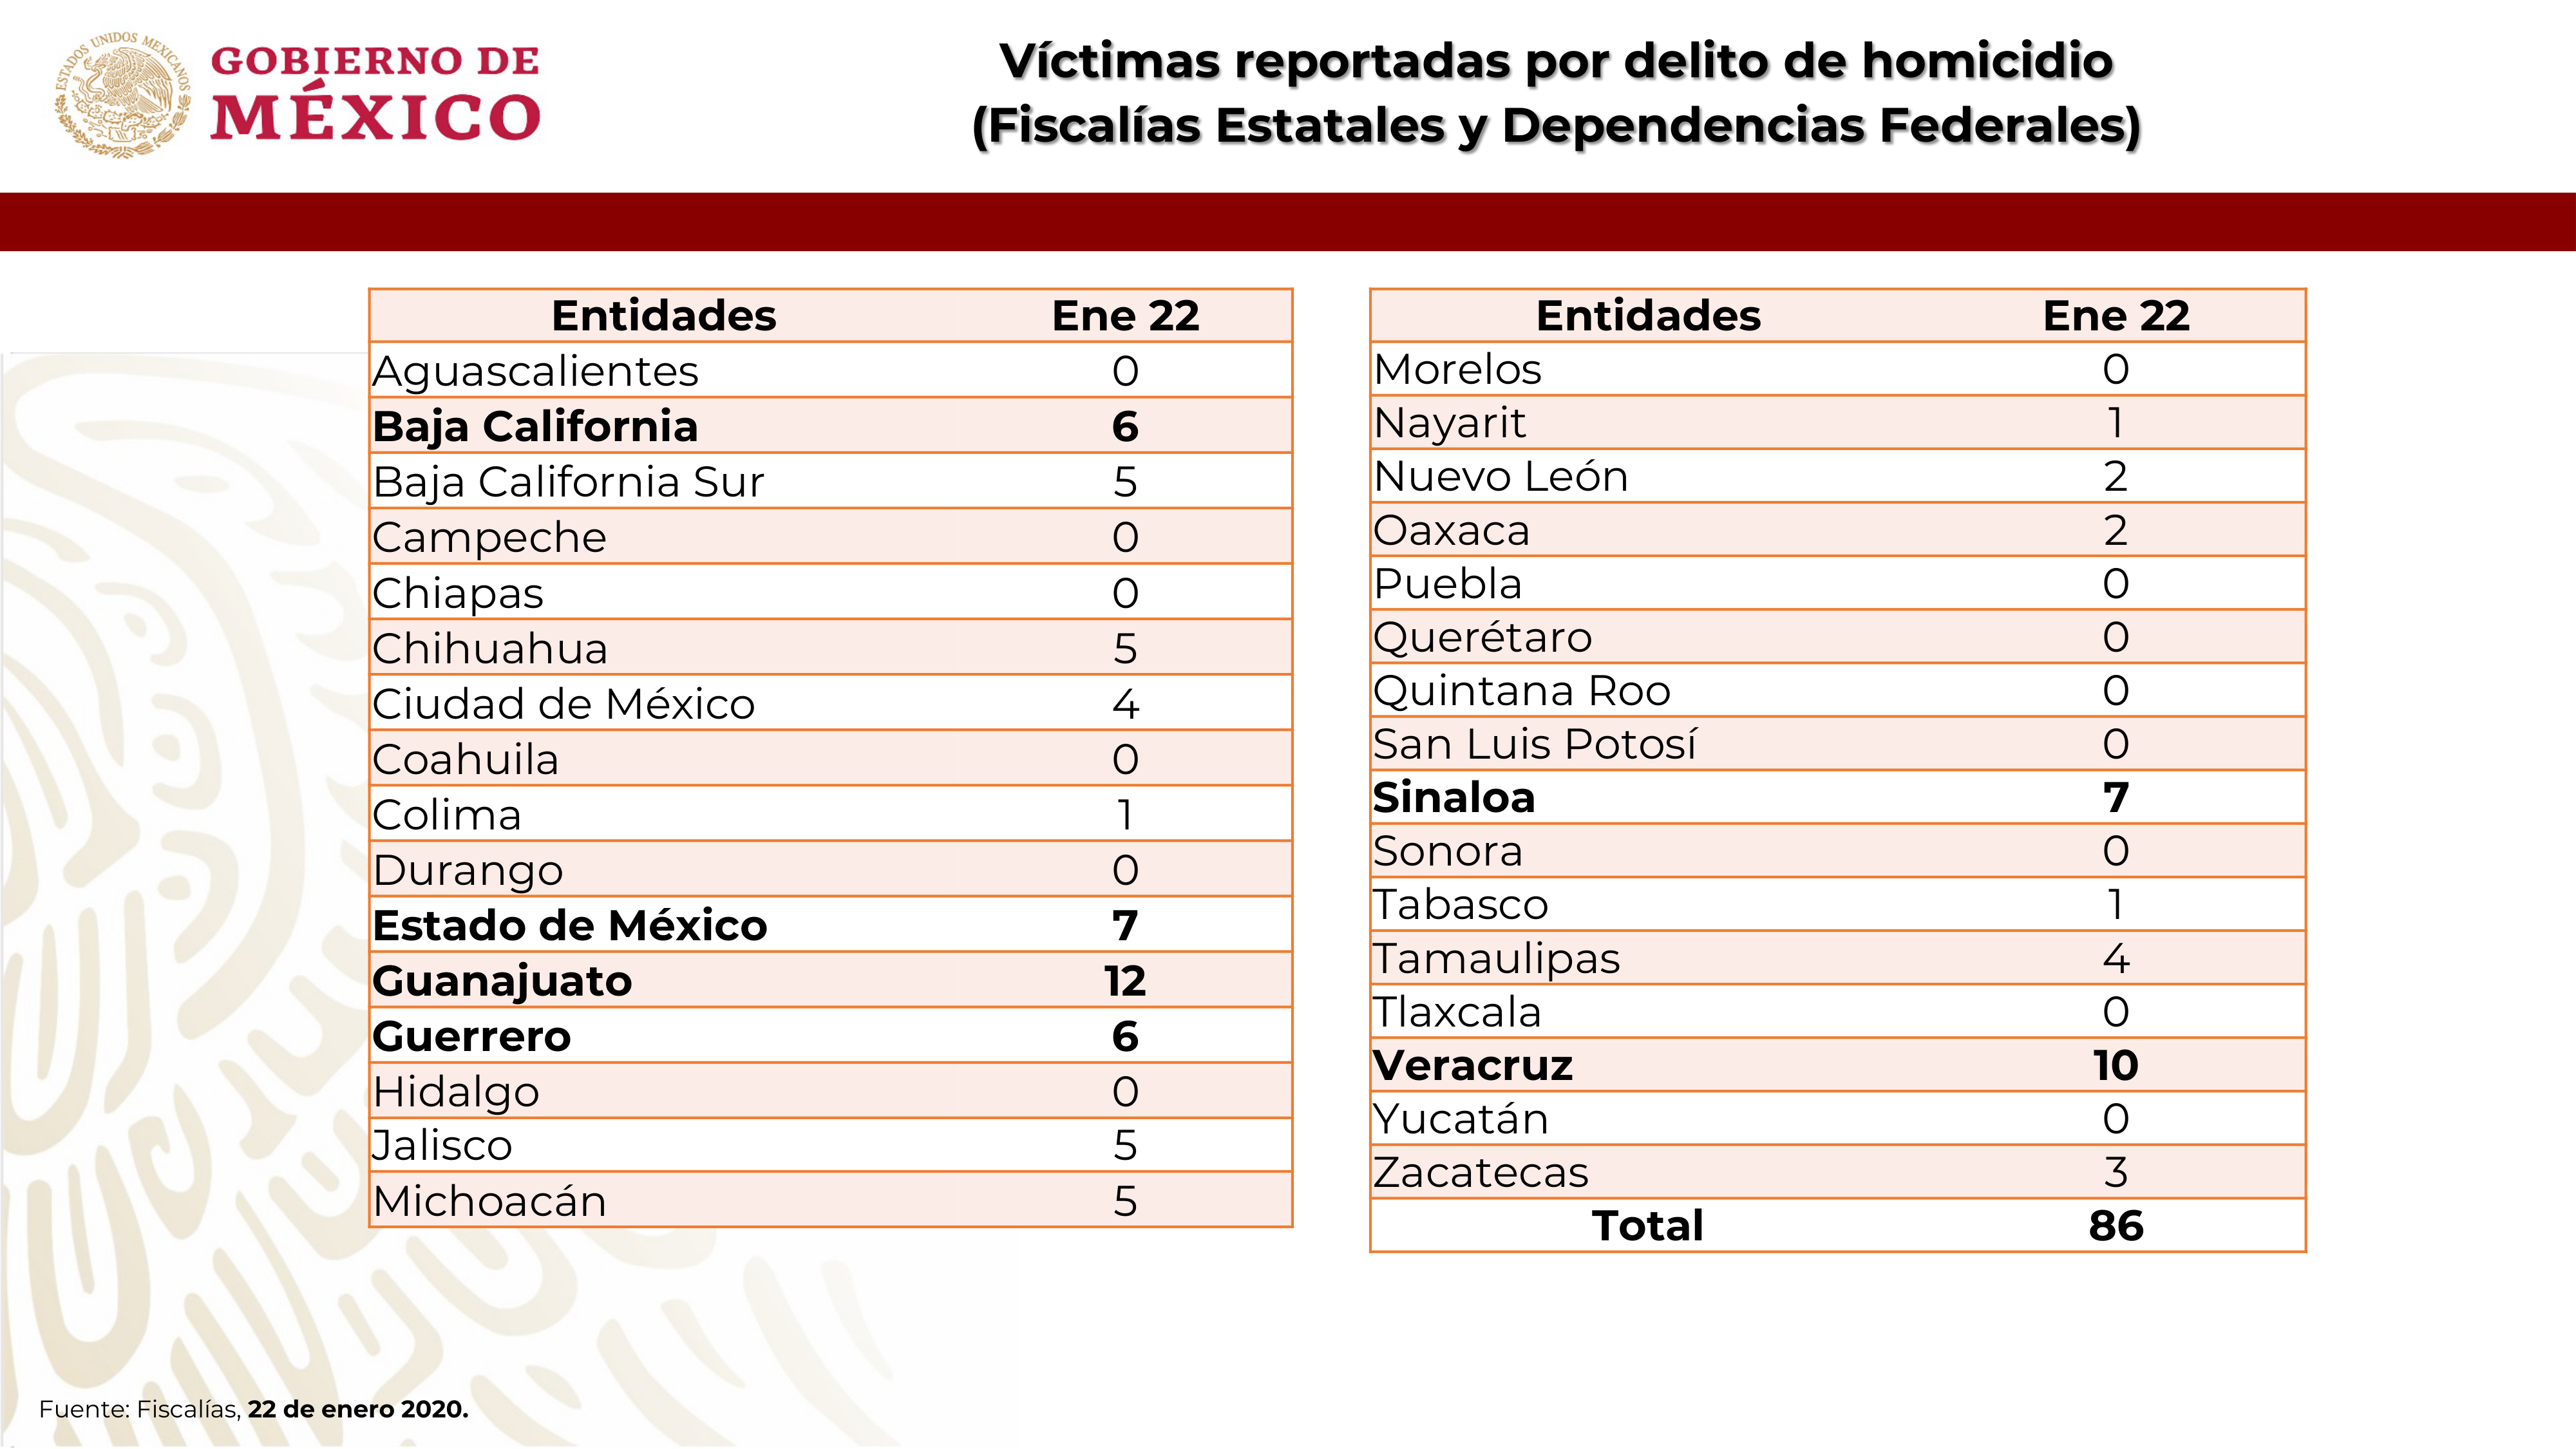 ESTADOS UNIDOS MEXICANOS
GOBIERNO DE
MÉXICO
Víctimas reportadas por delito de homicidio
(Fiscalías Estatales y Dependencias Federales)
Entidades Ene 22
Aguascalientes 0
Baja California 6
Baja California Sur 5
Campeche 0
Chiapas 0
Chihuahua 5
Ciudad de México 4
Coahuila 0
Colima 1
Durango 0
Estado de México 7
Guanajuato 12
Guerrero 6
Hidalgo 0
Jalisco 5
Michoacán 5
Entidades Ene 22
Morelos 0
Nayarit 1
Nuevo León 2
Oaxaca 2
Puebla 0
Querétaro 0
Quintana Roo 0
San Luis Potosí 0
Sinaloa 7
Sonora 0
Tabasco 1
Tamaulipas 4
Tlaxcala 0
Veracruz 10
Yucatán 0
Zacatecas 3
Total 86
Fuente: Fiscalías, 22 de enero 2020.